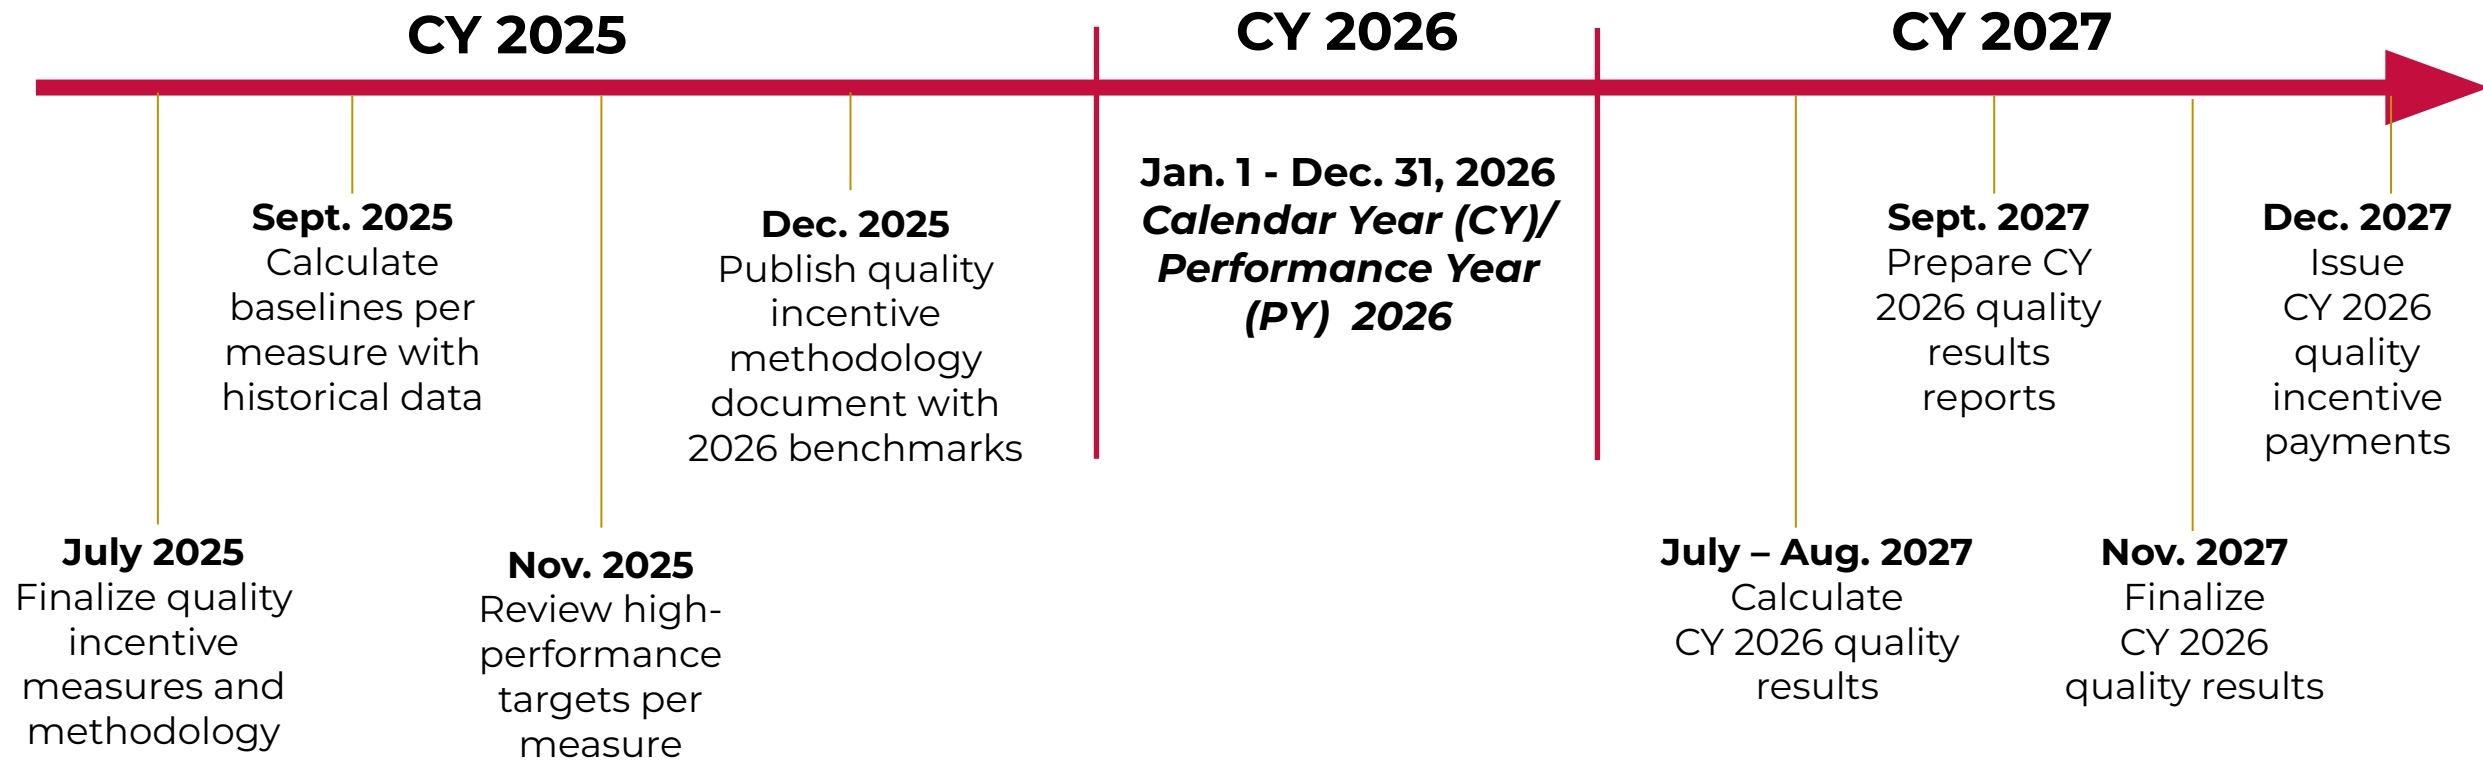 CY 2025
CY 2026
CY 2027
July 2025
Finalize quality
incentive
measures and
methodology
Sept. 2025
Calculate
baselines per
measure with
historical data
Nov. 2025
Review high-
performance
targets per
measure
Dec. 2025
Publish quality
incentive
methodology
document with
2026 benchmarks
Jan. 1 - Dec. 31, 2026
Calendar Year (CY)/
Performance Year
(PY) 2026
July – Aug. 2027
Calculate
CY 2026 quality
results
Sept. 2027
Prepare CY
2026 quality
results
reports
Nov. 2027
Finalize
CY 2026
quality results
Dec. 2027
Issue
CY 2026
quality
incentive
payments